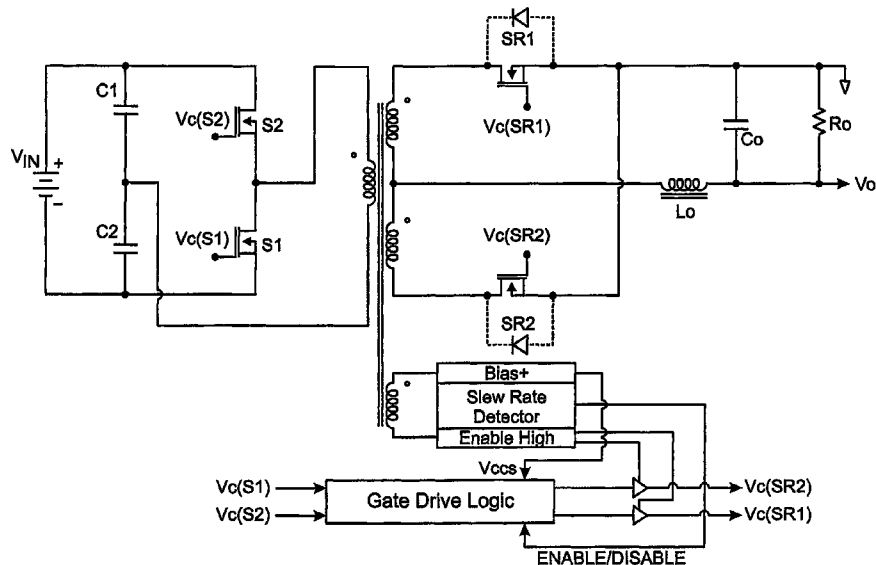 SR1
C1
Vc(S2)
S2
Vc(SR1)
Co
Ro
VIN
+
-
Vo
Lo
C2
Vc(S1)
S1
Vc(SR2)
SR2
Bias+
Slew Rate
Detector
Enable High
Vccs
Vc(S1)
Vc(S2)
Gate Drive Logic
Vc(SR2)
Vc(SR1)
ENABLE/DISABLE